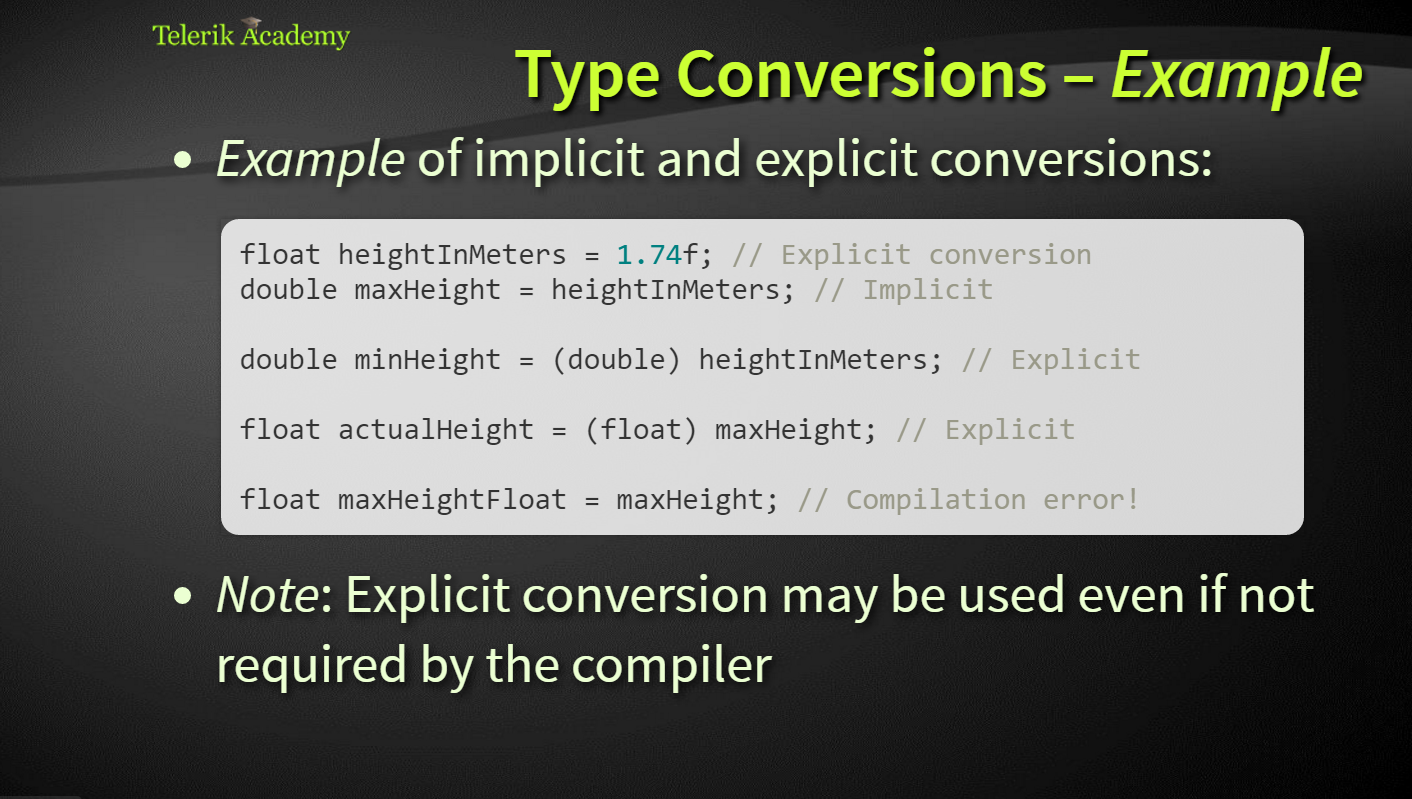 Telerik Academy
Type Conversions – Example
• Example of implicit and explicit conversions:
float heightInMeters = 1.74f; // Explicit conversion
double maxHeight = heightInMeters; // Implicit
double minHeight = (double) heightInMeters; // Explicit
float actualHeight = (float) maxHeight; // Explicit
float maxHeightFloat = maxHeight; // Compilation error!
• Note: Explicit conversion may be used even if not
required by the compiler